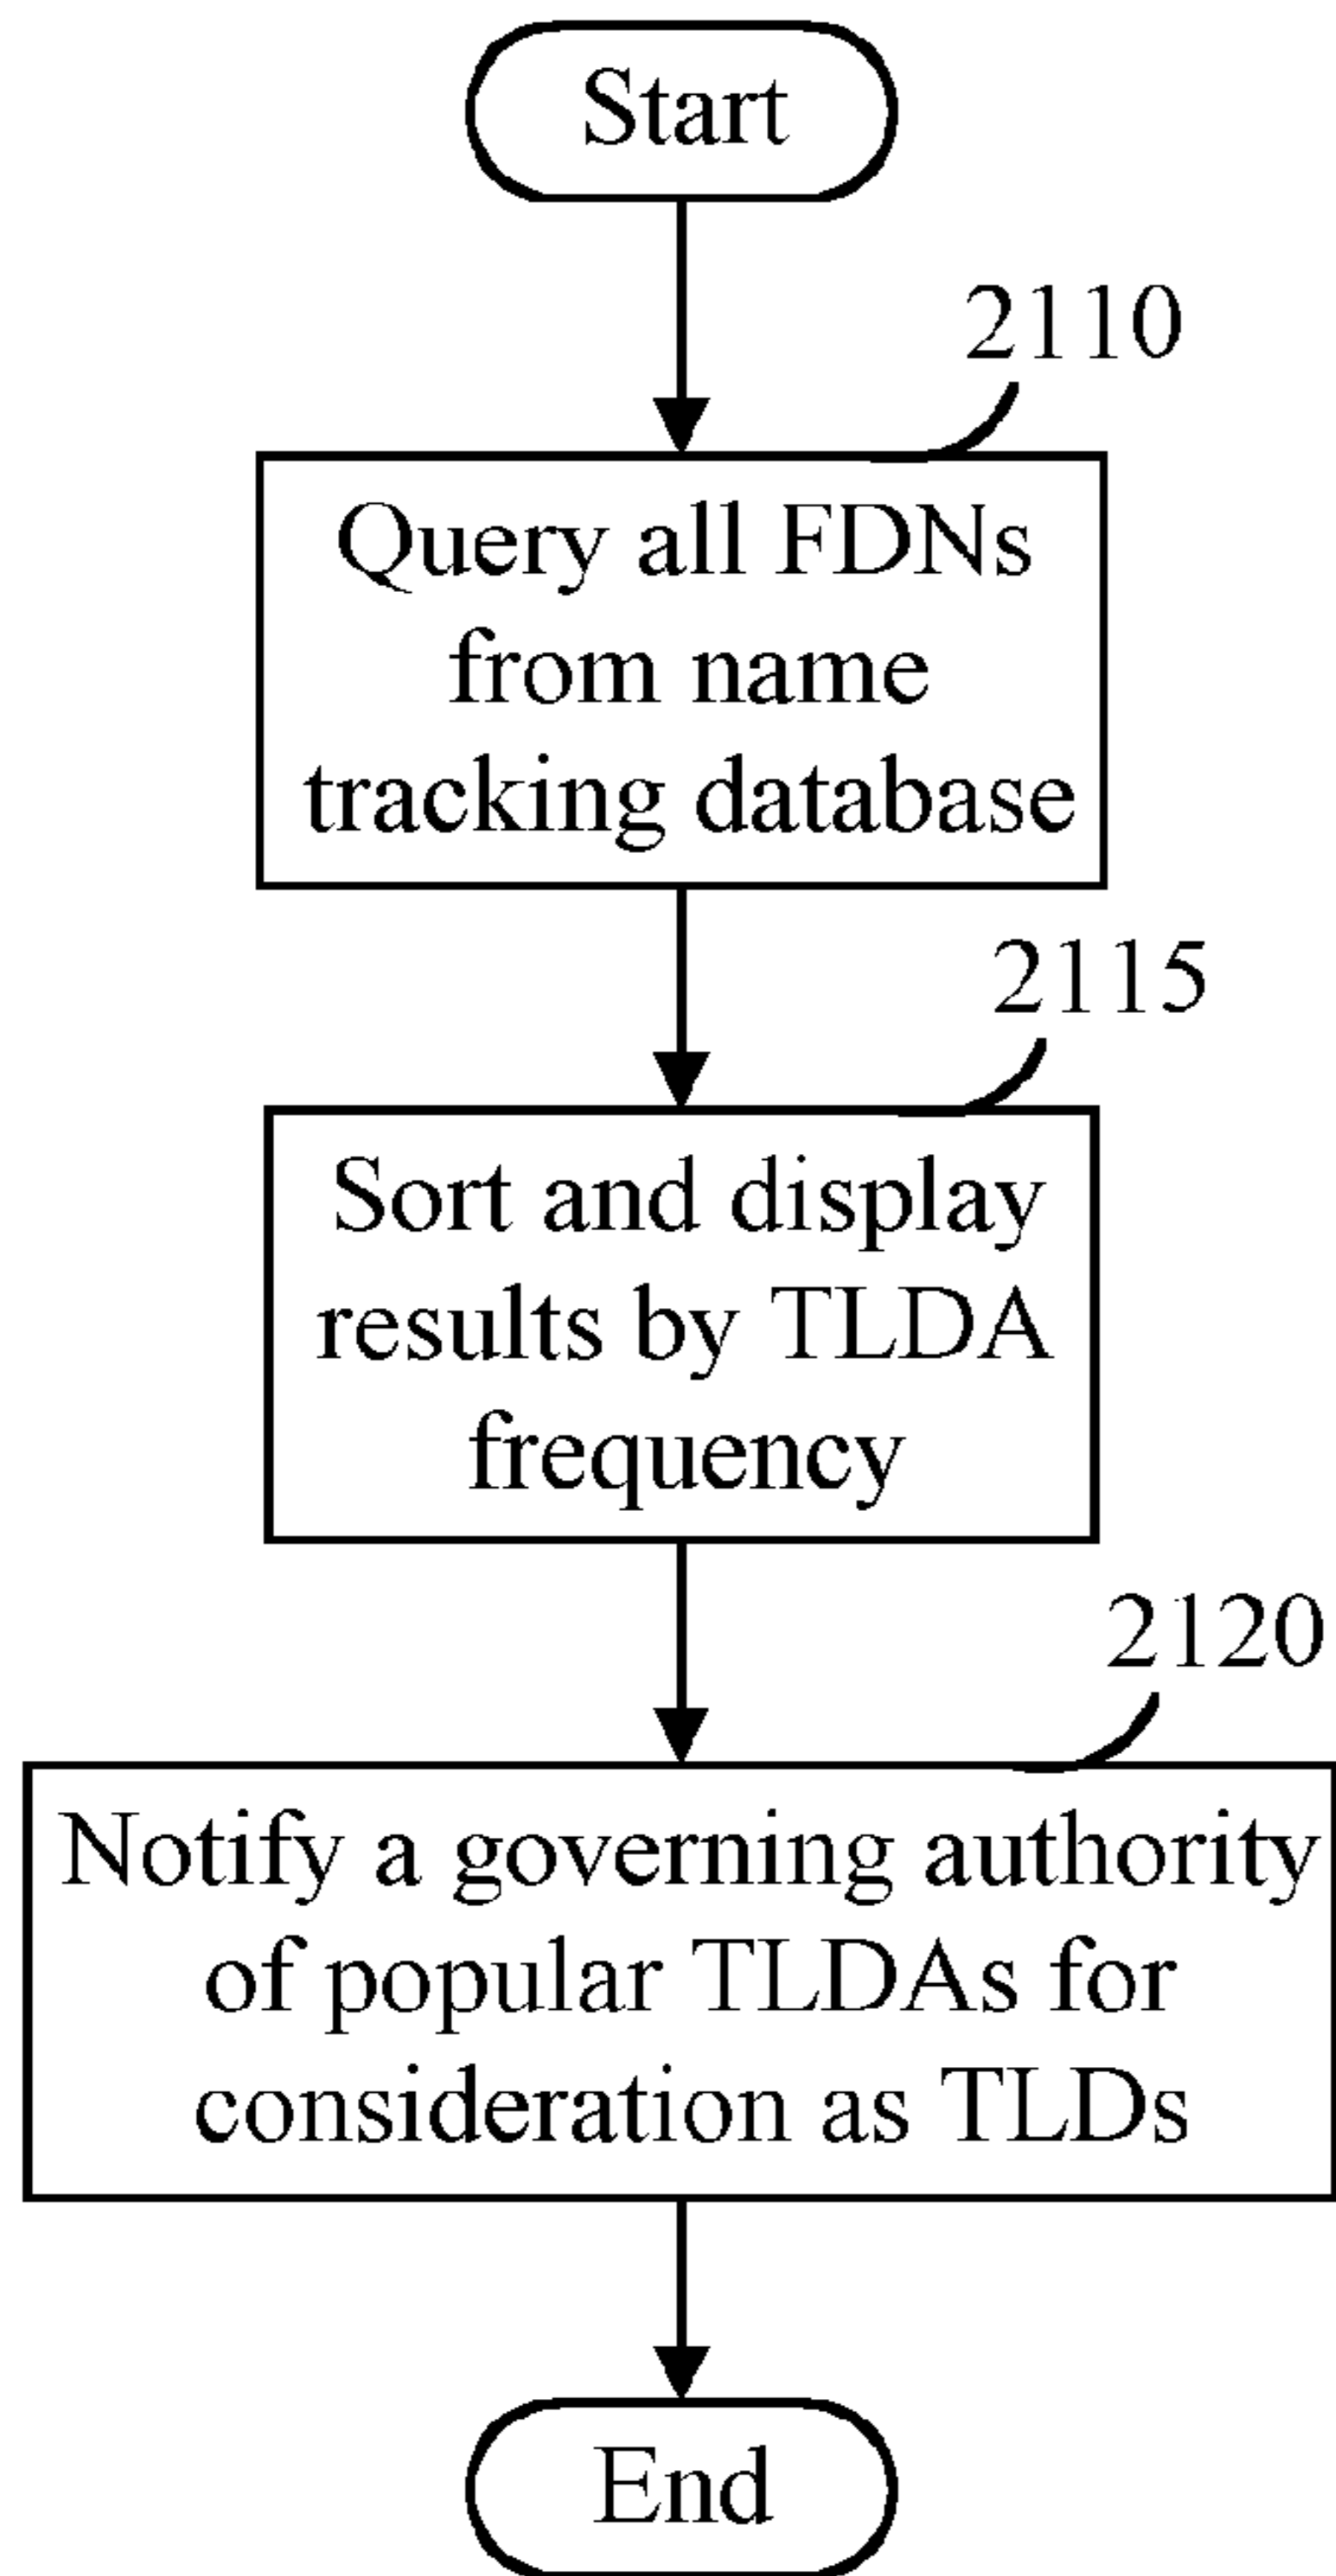 Start
2110
Query all FDNs
from name
tracking database
2115
Sort and display
results by TLDA
frequency
2120
Notify a governing authority
of popular TLDAs for
consideration as TLDs
End